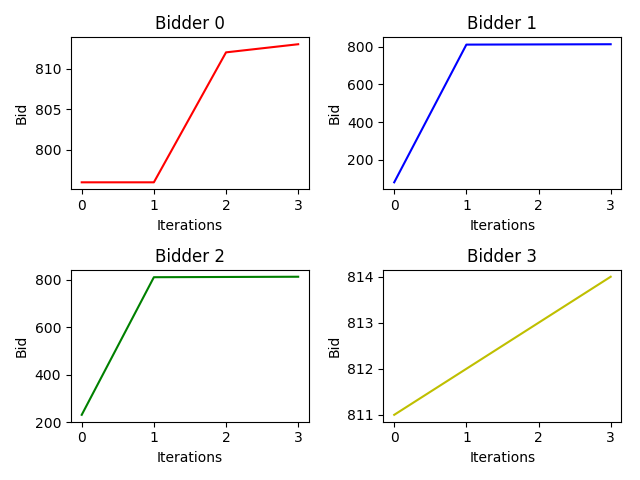 Bidder 0
Bid
810
805
800
0 1 2 3
Iterations
Bidder 1
Bid
800
600
400
200
0 1 2 3
Iterations
Bidder 2
Bid
800
600
400
200
0 1 2 3
Iterations
Bidder 3
Bid
814
813
812
811
0 1 2 3
Iterations